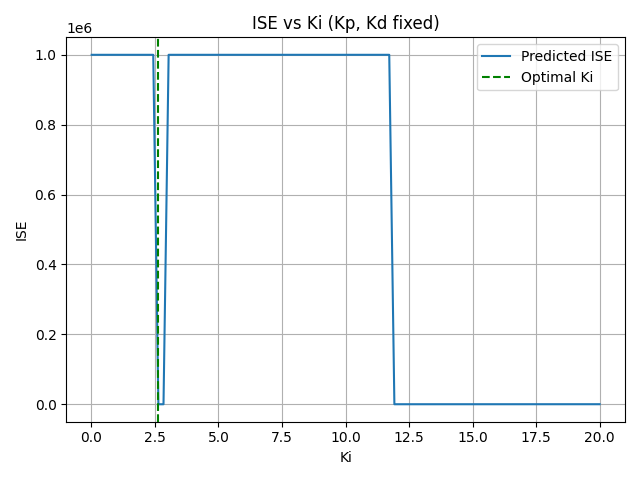 ISE vs Ki (Kp, Kd fixed)
1e6
Predicted ISE
Optimal Ki
1.0
0.8
0.6
0.4
0.2
0.0
ISE
0.0 2.5 5.0 7.5 10.0 12.5 15.0 17.5 20.0
Ki